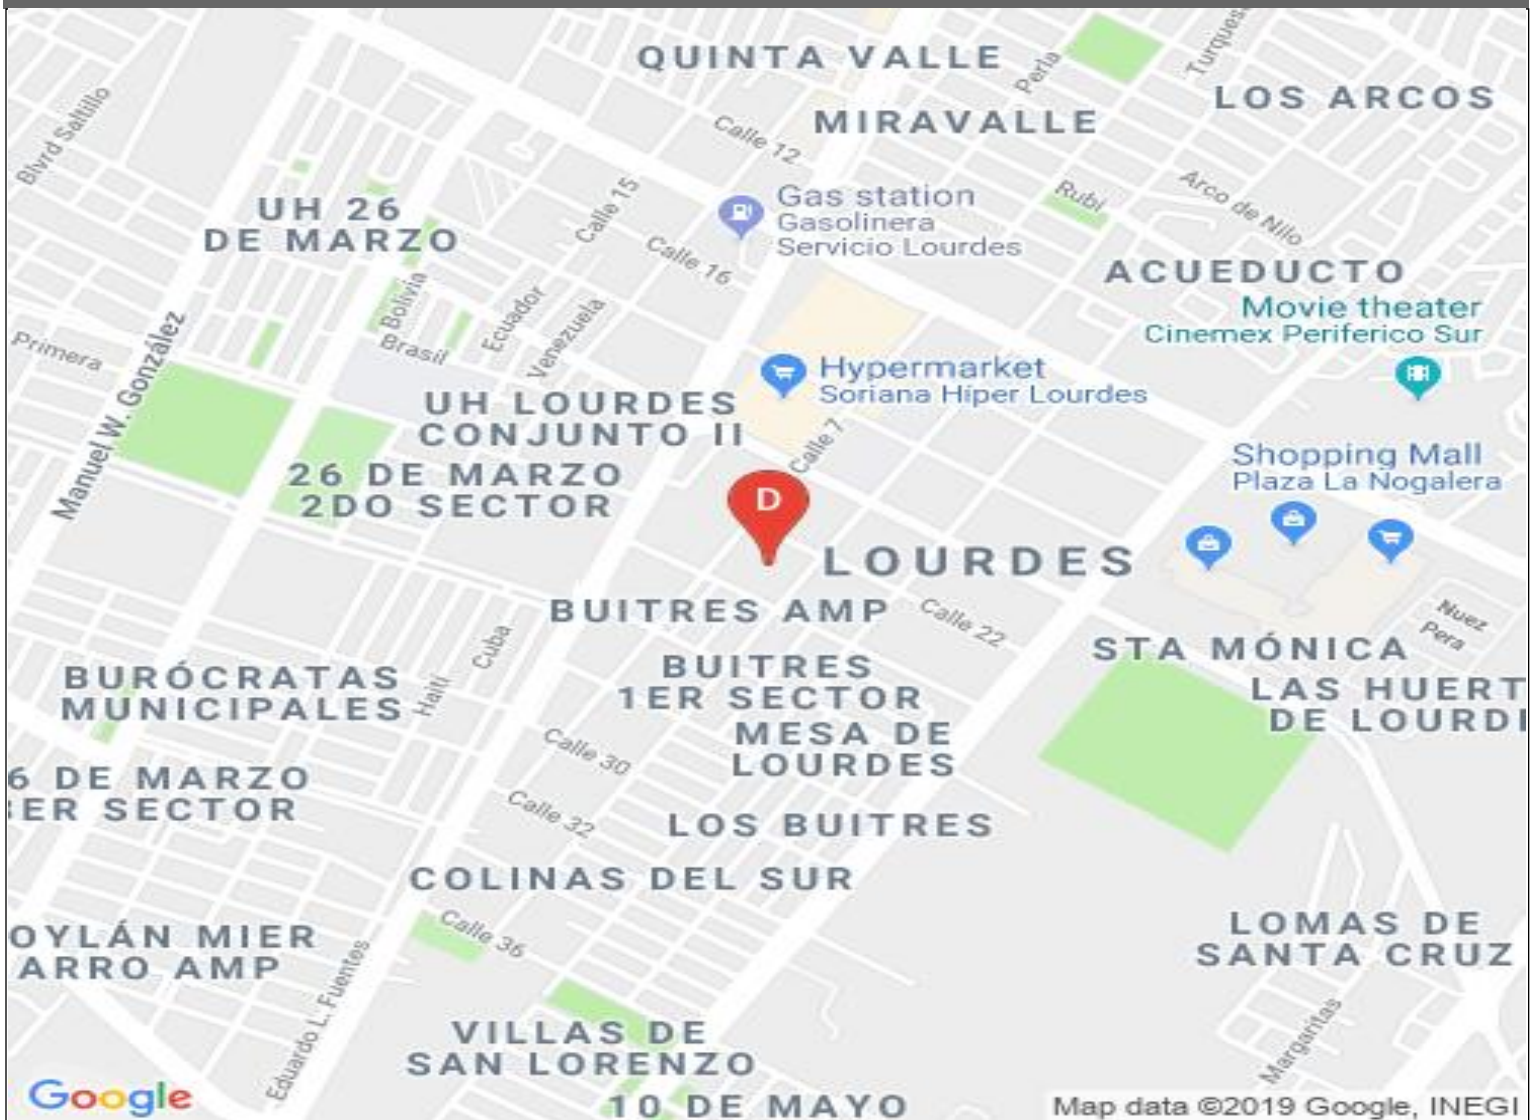 QUINTA VALLE
Perla
Turques
LOS ARCOS
Blvrd Saltillo
Calle 12
MIRAVALLE
UH 26
DE MARZO
Calle 15
Calle 16
Gas station
Gasolinera
Servicio Lourdes
Rubi
Arco de Nilo
ACUEDUCTO
Movie theater
Cinemex Periferico Sur
Bolivia
Brasil
Ecuador
Venezuela
Primera
Manuel W. González
Hypermarket
Soriana Híper Lourdes
UH LOURDES
CONJUNTO II
Calle 7
26 DE MARZO
2DO SECTOR
Shopping Mall
Plaza La Nogalera
D
LOURDES
BUITRES AMP
Calle 22
Nuez
Pera
STA MÓNICA
Cuba
Haiti
BURÓCRATAS
MUNICIPALES
BUITRES
1ER SECTOR
LAS HUERT
DE LOURDI
MESA DE
LOURDES
Calle 30
6 DE MARZO
ER SECTOR
Calle 32
LOS BUITRES
COLINAS DEL SUR
Calle 36
OYLÁN MIER
ARRO AMP
LOMAS DE
SANTA CRUZ
Eduardo L. Fuentes
Margaritas
VILLAS DE
SAN LORENZO
10 DE MAYO
Google
Map data ©2019 Google, INEGI